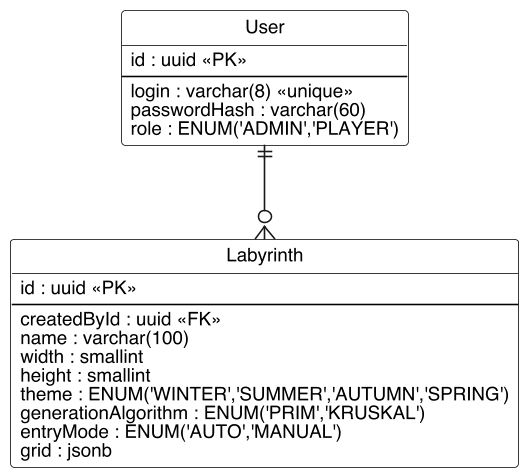 User
id : uuid «PK»
login : varchar(8) «unique»
passwordHash : varchar(60)
role : ENUM('ADMIN','PLAYER')
Labyrinth
id : uuid «PK»
createdById : uuid «FK»
name : varchar(100)
width : smallint
height : smallint
theme : ENUM('WINTER','SUMMER','AUTUMN','SPRING')
generationAlgorithm : ENUM('PRIM','KRUSKAL')
entryMode : ENUM('AUTO','MANUAL')
grid : jsonb